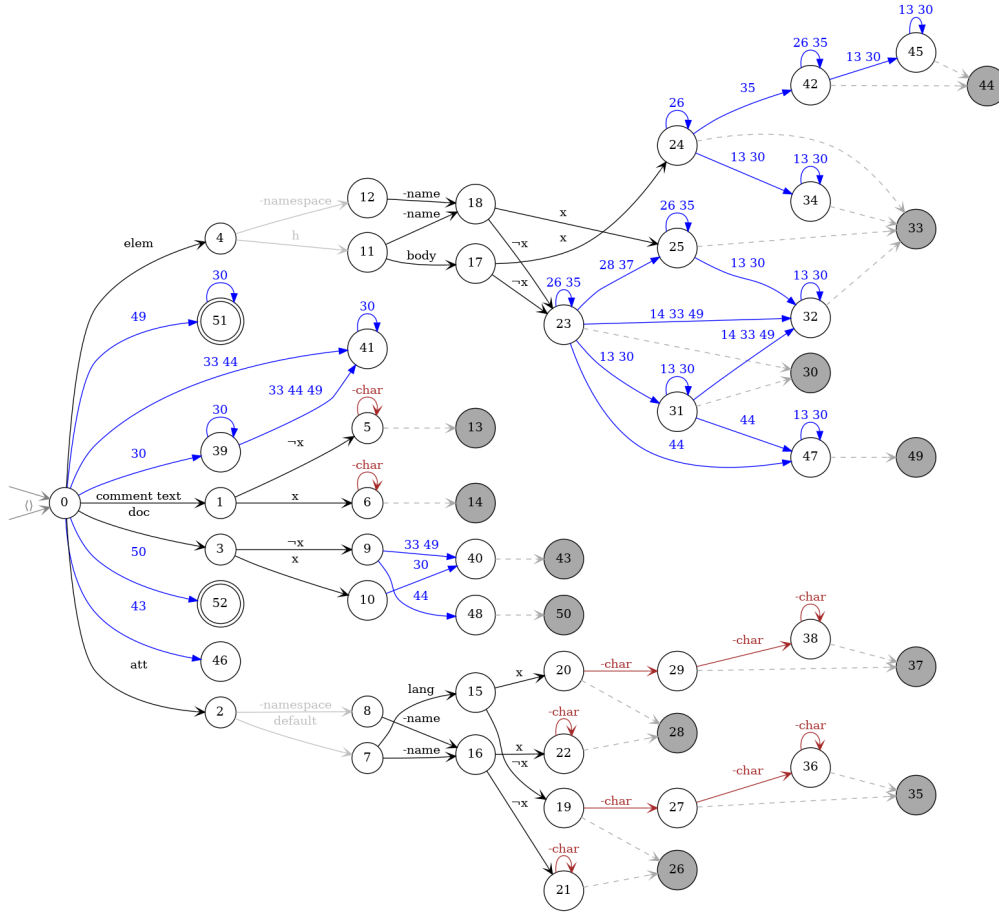 13 30
45
26 35
13 30
42
44
35
26
24
13 30
13 30
34
-namespace
12
-name
18
x
26 35
33
elem
4
h
-name
11
body
17
¬x
x
25
¬x
28 37
13 30
13 30
30
26 35
49
51
23
14 33 49
32
30
33 44
41
13 30
14 33 49
30
33 44 49
13 30
31
-char
¬x
5
13
44
44
13 30
47
49
30
30
39
⟨⟩
0
comment text
1
x
-char
6
14
doc
3
¬x
9
33 49
40
43
x
10
30
44
48
50
50
52
43
46
att
2
-namespace
default
8
7
lang
-name
-name
15
16
x
20
-char
29
-char
-char
38
37
x
-char
22
28
¬x
¬x
19
-char
27
-char
-char
36
35
-char
21
26